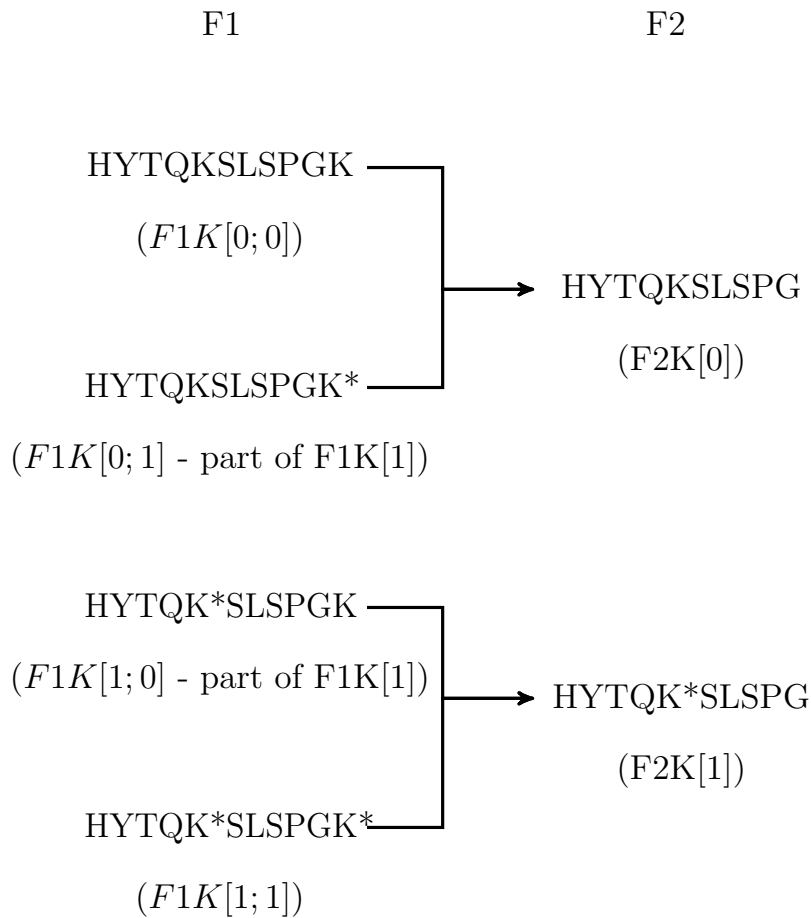 F1 F2
HYTQKSLSPGK
(F1K[0; 0])
HYTQKSLSPG
(F2K[0])
HYTQKSLSPGK*
(F1K[0; 1] - part of F1K[1])
HYTQK*SLSPGK
(F1K[1; 0] - part of F1K[1])
HYTQK*SLSPG
(F2K[1])
HYTQK*SLSPGK*
(F1K[1; 1])